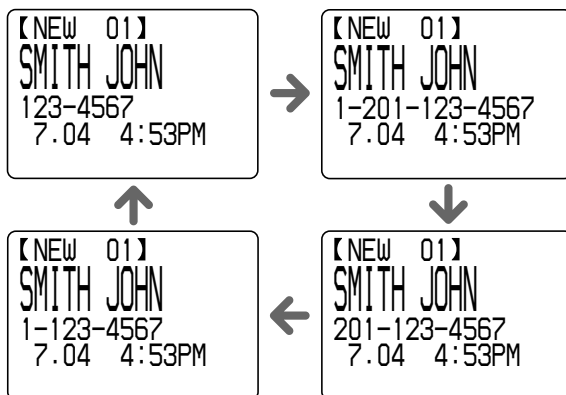 【NEW 01】
SMITH JOHN
123-4567
7.04 4:53PM
【NEW 01】
SMITH JOHN
1-201-123-4567
7.04 4:53PM
【NEW 01】
SMITH JOHN
1-123-4567
7.04 4:53PM
【NEW 01】
SMITH JOHN
201-123-4567
7.04 4:53PM